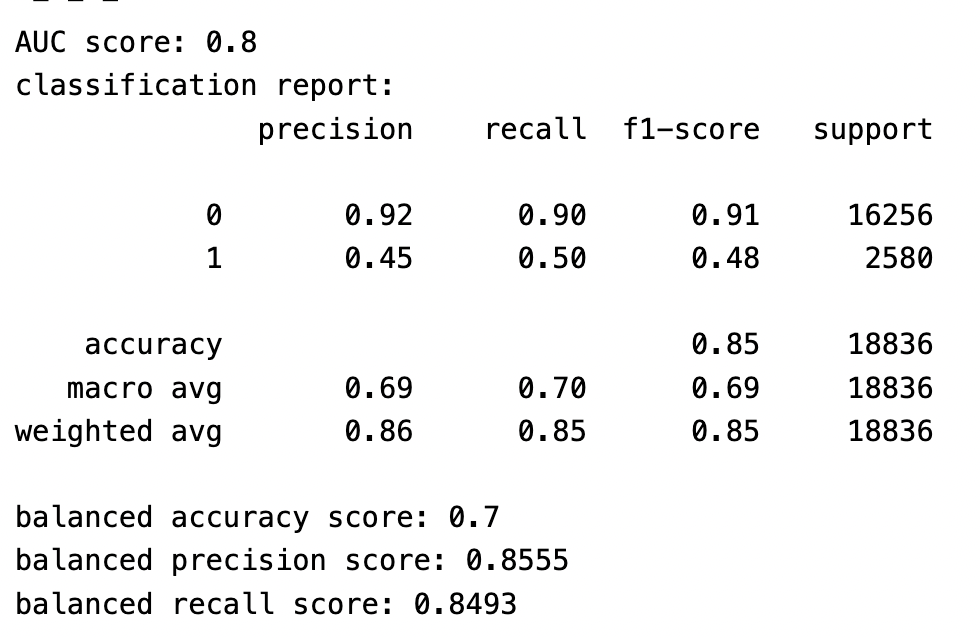 AUC score: 0.8
classification report:
precision recall f1-score support
0 0.92 0.90 0.91 16256
1 0.45 0.50 0.48 2580
accuracy 0.85 18836
macro avg 0.69 0.70 0.69 18836
weighted avg 0.86 0.85 0.85 18836
balanced accuracy score: 0.7
balanced precision score: 0.8555
balanced recall score: 0.8493